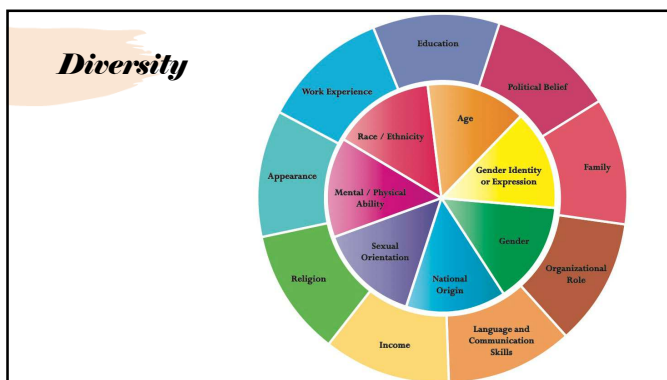 Diversity
Education
Political Belief
Family
Organizational
Role
Language and
Communication
Skills
Income
Religion
Appearance
Work Experience
Age
Gender Identity
or Expression
Gender
National
Origin
Sexual
Orientation
Mental / Physical
Ability
Race / Ethnicity